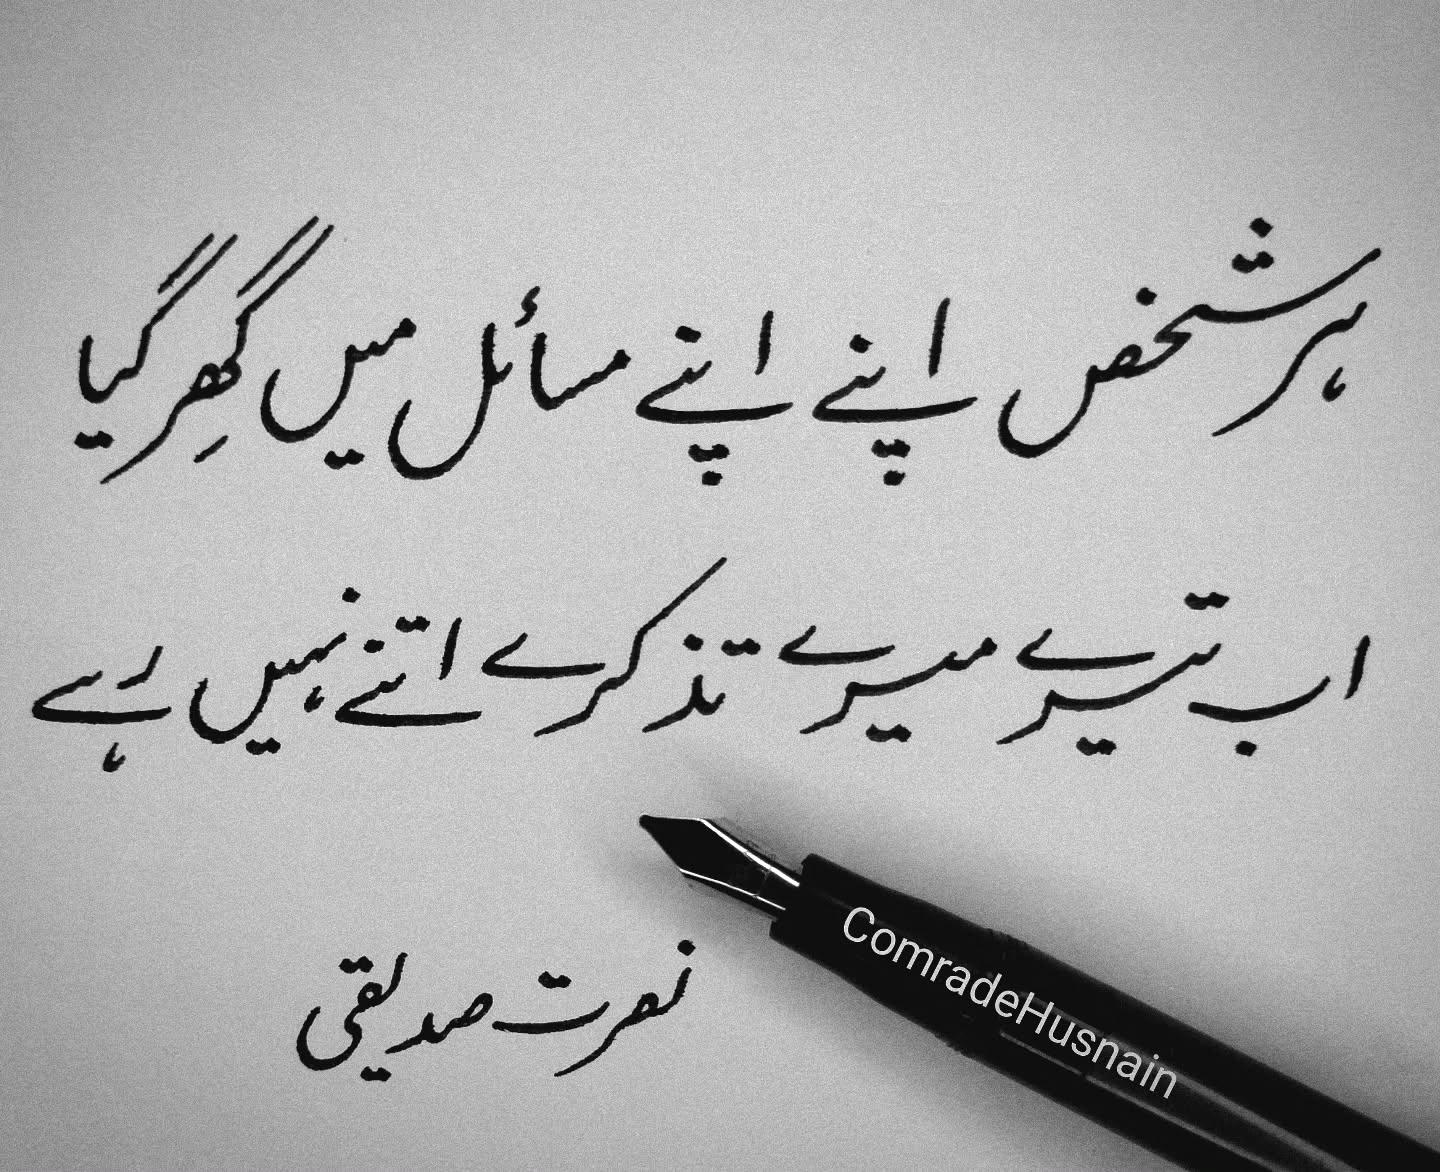 ہر شخص اپنے اپنے مسائل میں گھِر گیا
اب تیرے میرے تذکرے اتنے نہیں رہے
نصرت صدیقی
ComradeHusnain